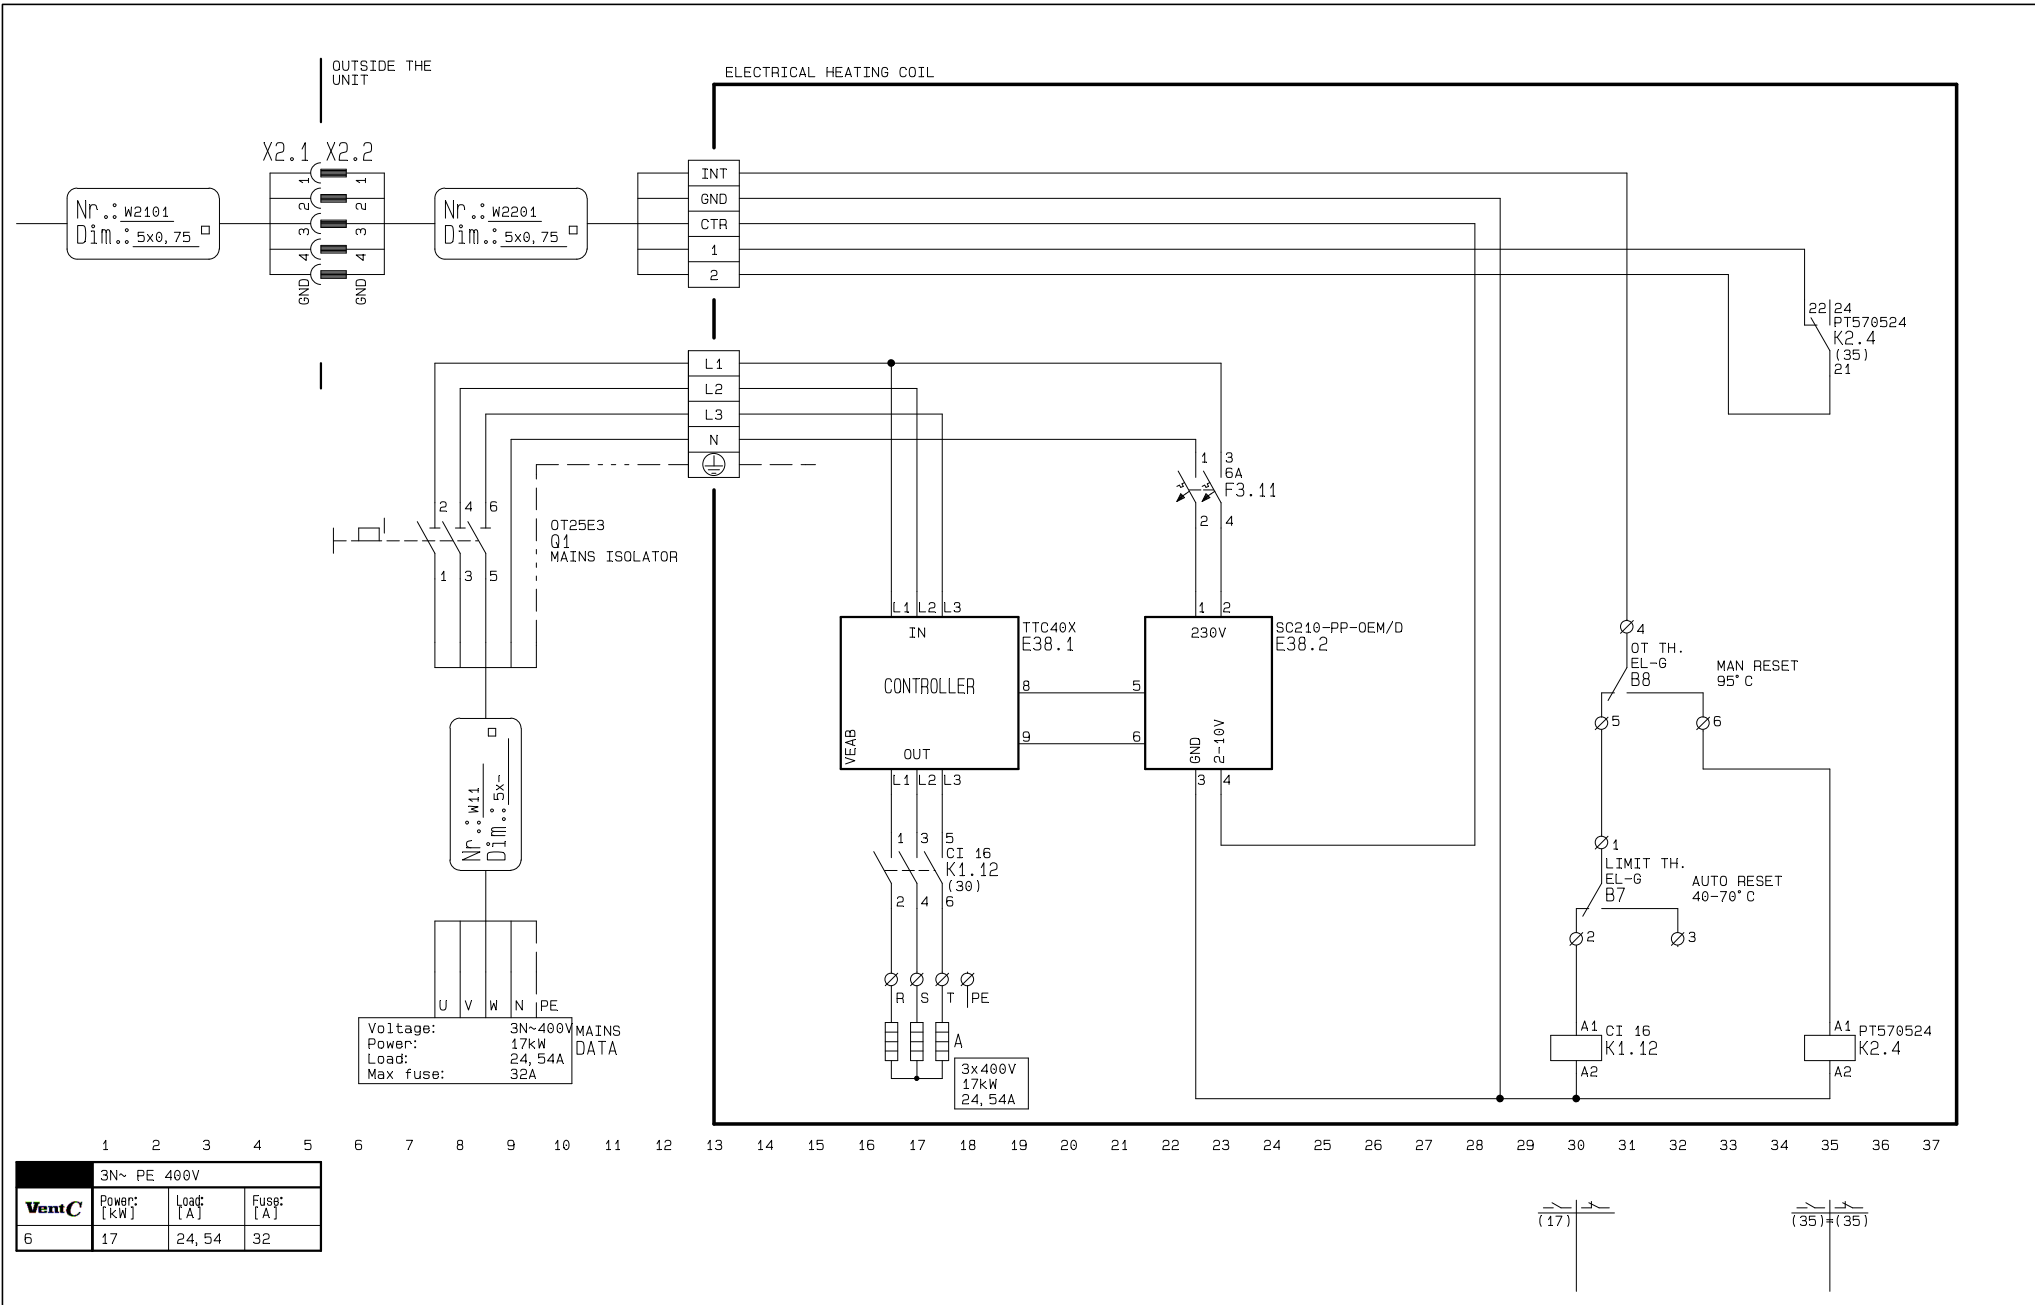 OUTSIDE THE
UNIT
ELECTRICAL HEATING COIL
X2.1 X2.2
Nr.: W2101
Dim.: 5x0,75
1 1
2 2
3 3
4 4
GND GND
Nr.: W2201
Dim.: 5x0,75
INT
GND
CTR
1
2
22 24
PT570524
K2.4
(35)
21
L1
L2
L3
N
1 3
6A
F3.11
2 4
2 4 6
OT25E3
Q1
MAINS ISOLATOR
1 3 5
L1 L2 L3
IN
TTC40X
E38.1
CONTROLLER
8
9
VEAB
OUT
L1 L2 L3
1 2
230V
SC210-PP-OEM/D
E38.2
5
6
GND
2-10V
3 4
4
OT TH.
EL-G
B8
MAN RESET
95°C
5 6
Nr.: W11
Dim.: 5x-
1 3 5
CI 16
K1.12
(30)
2 4 6
1
LIMIT TH.
EL-G
B7
AUTO RESET
40-70°C
2 3
R S T PE
A
3x400V
17kW
24,54A
U V W N PE
Voltage: 3N~400V
Power: 17kW
Load: 24,54A
Max fuse: 32A
MAINS
DATA
A1 CI 16
K1.12
A2
A1 PT570524
K2.4
A2
1 2 3 4 5 6 7 8 9 10 11 12 13 14 15 16 17 18 19 20 21 22 23 24 25 26 27 28 29 30 31 32 33 34 35 36 37
3N~ PE 400V
VentC
Power: [kW]
Load: [A]
Fuse: [A]
6 17 24,54 32
(17)
(35) (35)